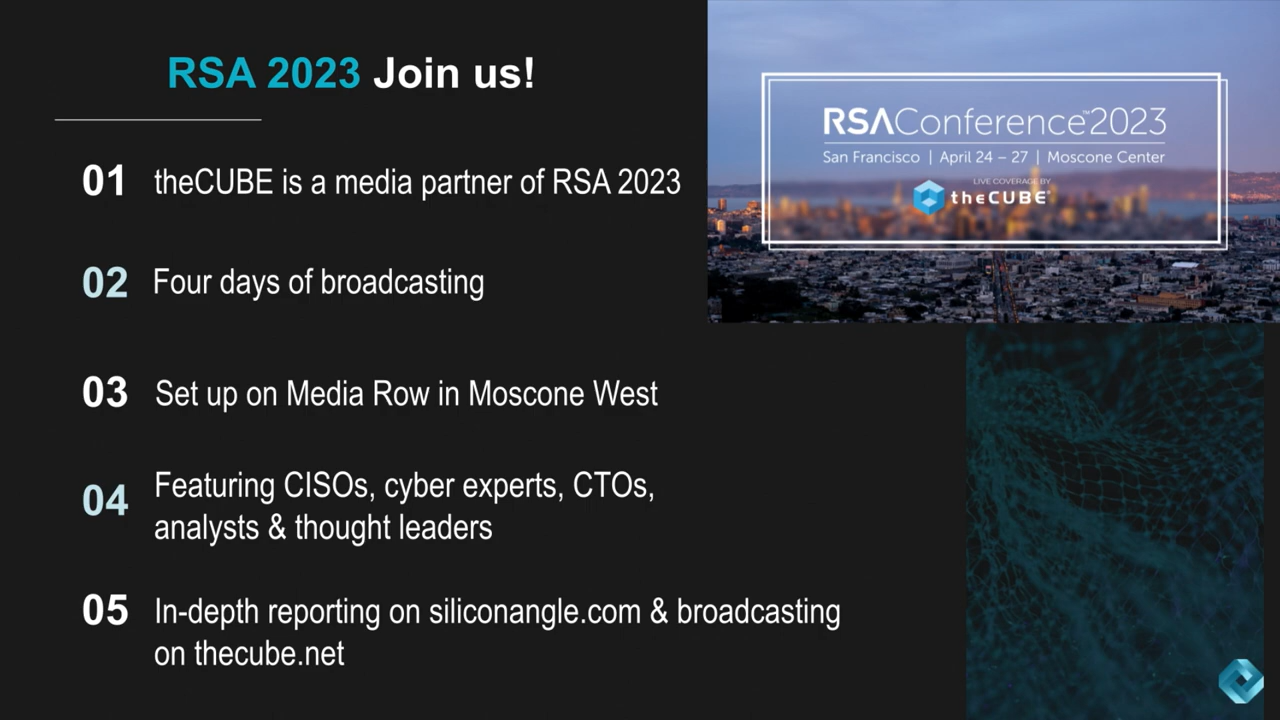 RSA 2023 Join us!
01 theCUBE is a media partner of RSA 2023
02 Four days of broadcasting
03 Set up on Media Row in Moscone West
04 Featuring CISOs, cyber experts, CTOs,
analysts & thought leaders
05 In-depth reporting on siliconangle.com & broadcasting
on thecube.net
RSAConference™2023
San Francisco | April 24 – 27 | Moscone Center
LIVE COVERAGE BY
theCUBE®